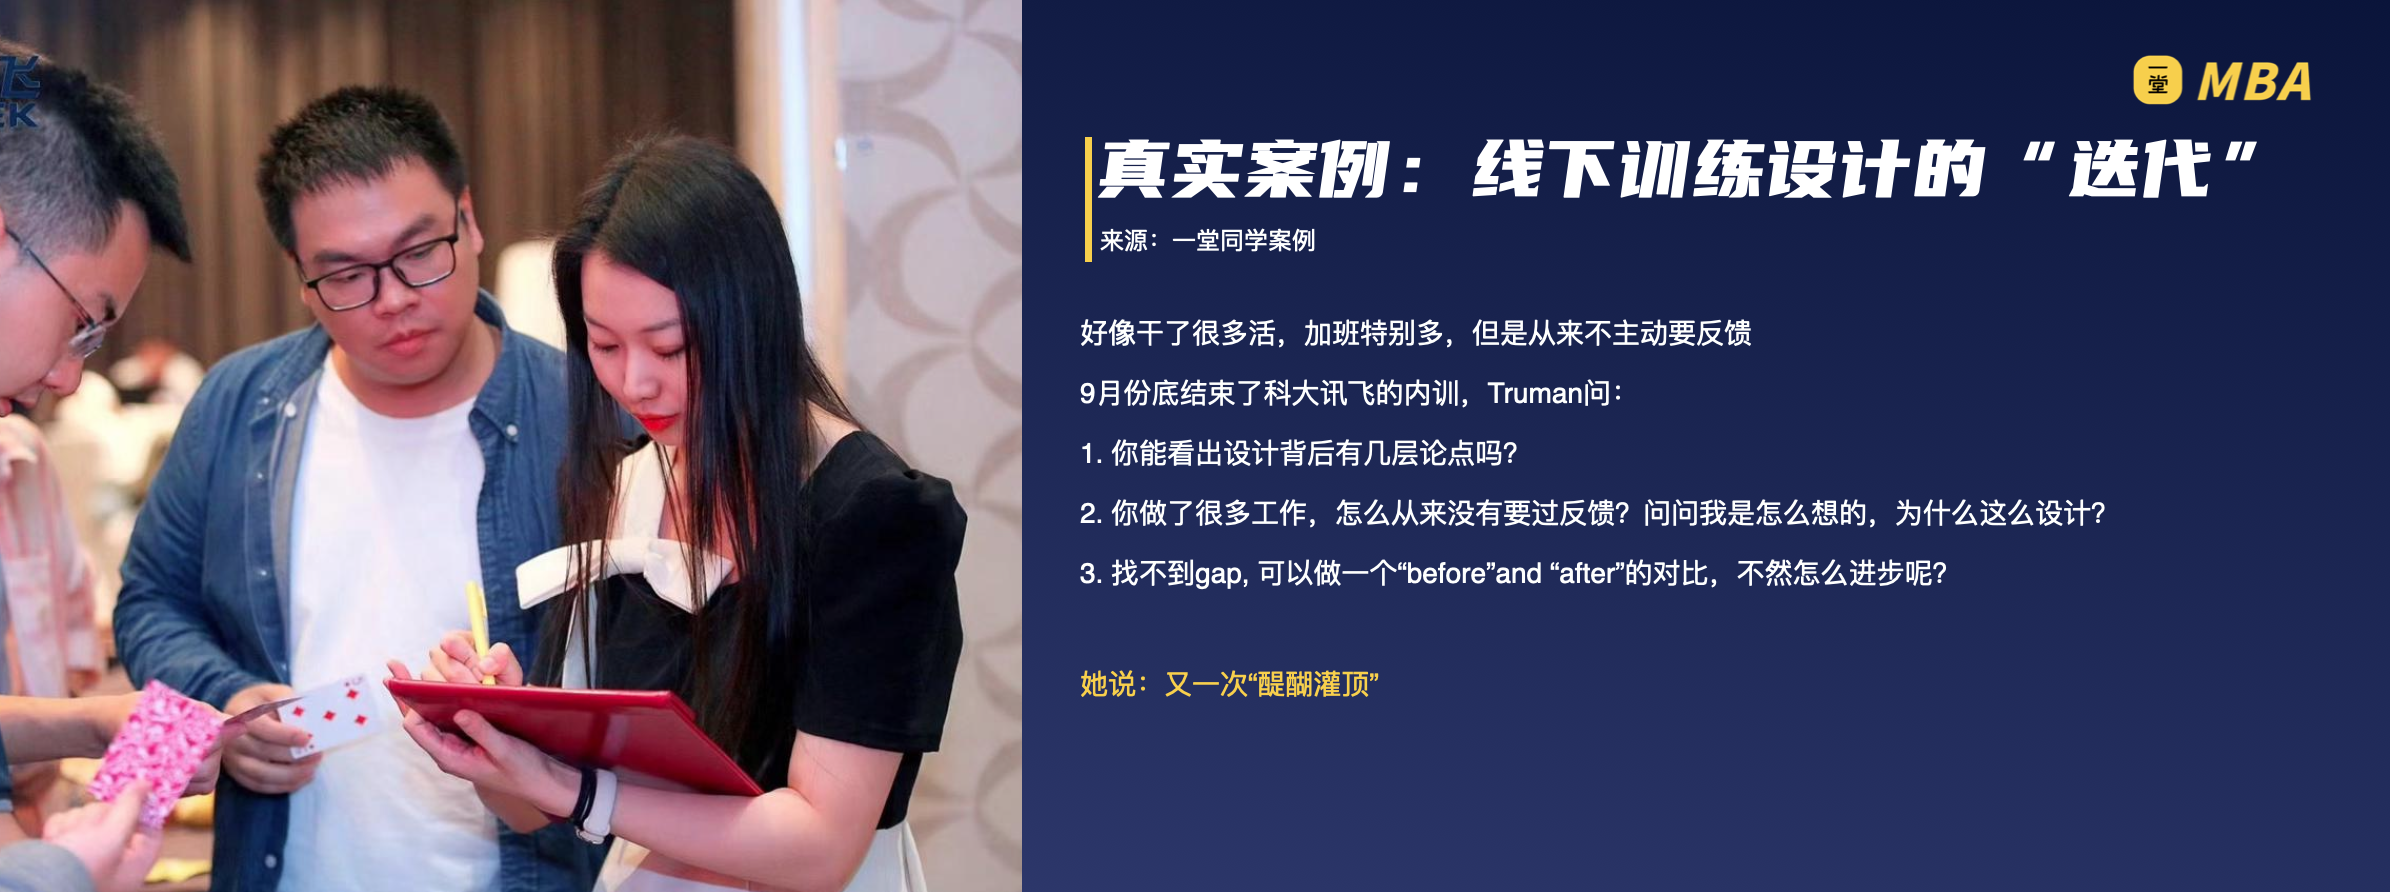 飞
EK
一堂 MBA
真实案例：线下训练设计的“迭代”
来源：一堂同学案例
好像干了很多活，加班特别多，但是从来不主动要反馈
9月份底结束了科大讯飞的内训，Truman问：
1. 你能看出设计背后有几层论点吗？
2. 你做了很多工作，怎么从来没有要过反馈？问问我是怎么想的，为什么这么设计？
3. 找不到gap, 可以做一个“before”and “after”的对比，不然怎么进步呢？
她说：又一次“醍醐灌顶”